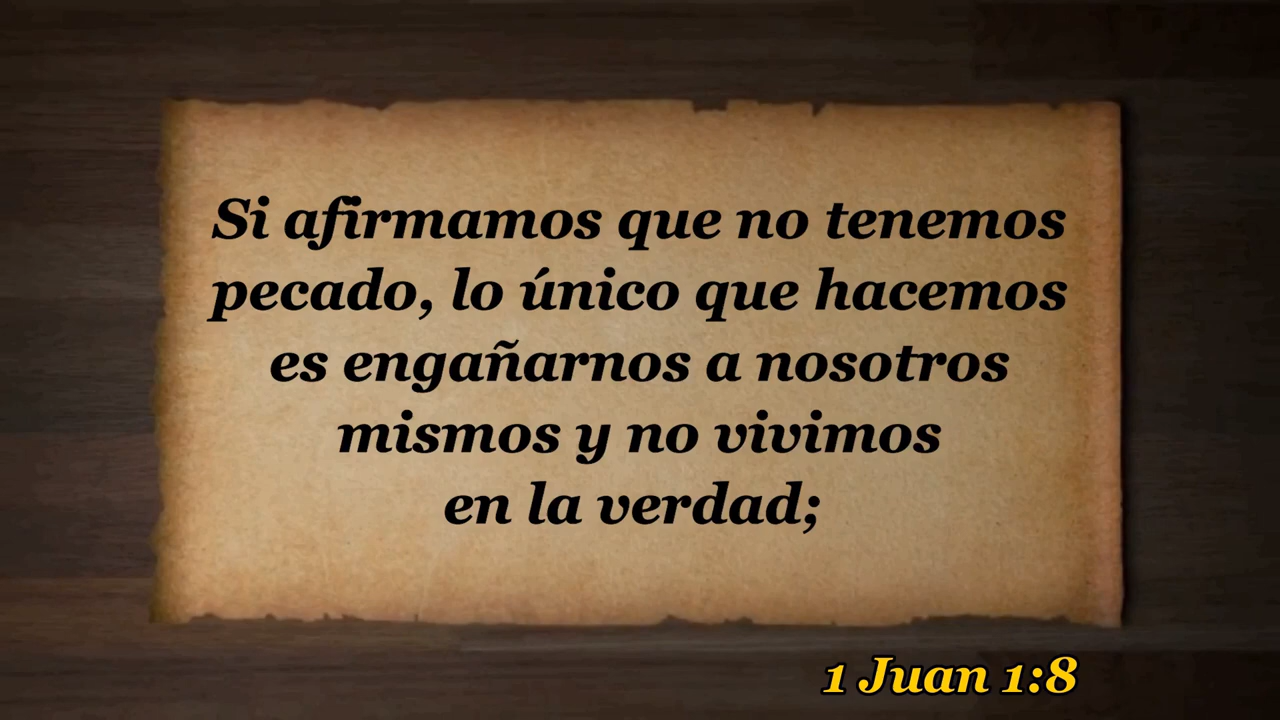 Si afirmamos que no tenemos
pecado, lo único que hacemos
es engañarnos a nosotros
mismos y no vivimos
en la verdad;
1 Juan 1:8